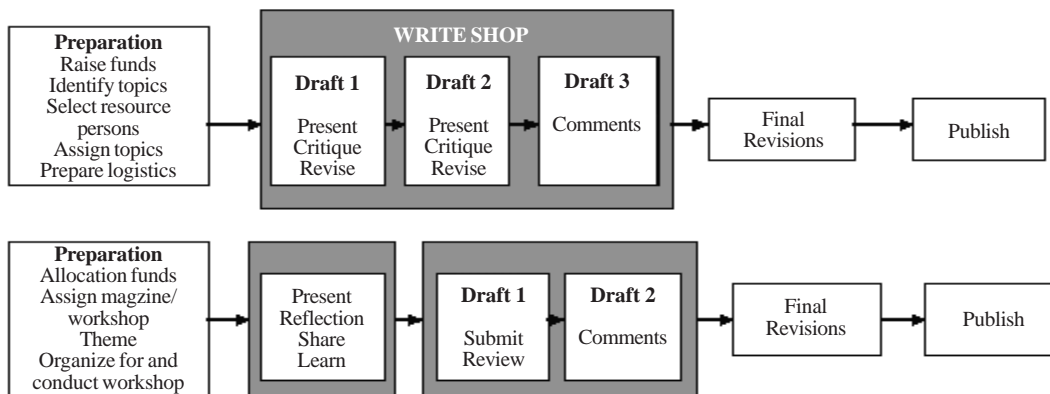 Preparation
Raise funds
Identify topics
Select resource
persons
Assign topics
Prepare logistics
WRITE SHOP
Draft 1
Present
Critique
Revise
Draft 2
Present
Critique
Revise
Draft 3
Comments
Final
Revisions
Publish
Preparation
Allocation funds
Assign magzine/
workshop
Theme
Organize for and
conduct workshop
Present
Reflection
Share
Learn
Draft 1
Submit
Review
Draft 2
Comments
Final
Revisions
Publish